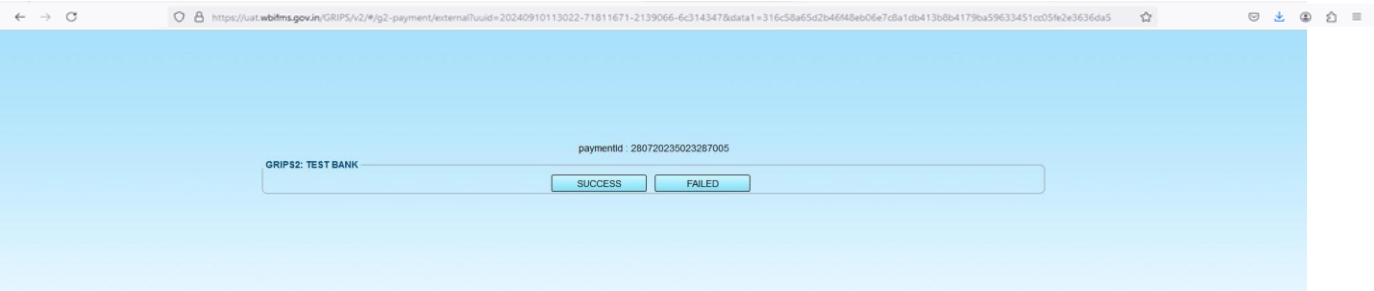 https://uat.wbifms.gov.in/GRIPS/v2/#/g2-payment/external?uuid=20240910113022-71811671-2139066-6c314347&data1=316c58a65d2b46f48eb06e7c8a1db413b8b4179ba59633451cc05fe2e3636da5
paymentId : 280720235023287005
GRIPS2: TEST BANK
SUCCESS FAILED